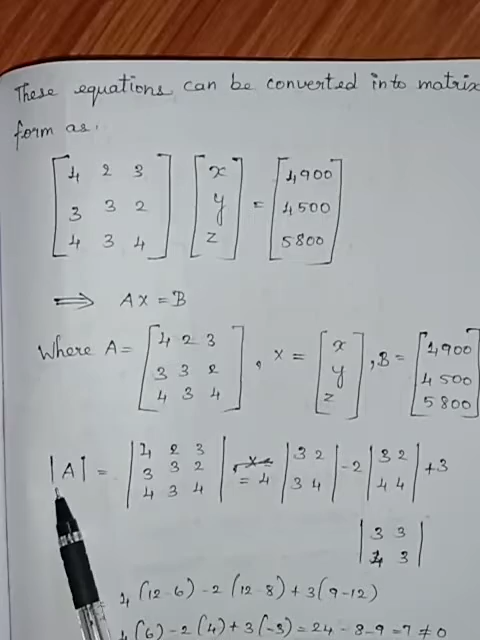 These equations can be converted into matrix
form as.
[4 2 3; 3 3 2; 4 3 4] [x; y; z] = [4900; 4500; 5800]
⟹ AX = B
Where A = [4 2 3; 3 3 2; 4 3 4], X = [x; y; z], B = [4900; 4500; 5800]
|A| = |4 2 3; 3 3 2; 4 3 4| = 4 |3 2; 3 4| - 2 |3 2; 4 4| + 3
|3 3; 4 3|
4 (12-6) - 2 (12-8) + 3 (9-12)
4(6) - 2(4) + 3(-3) = 24 - 8 - 9 = 7 ≠ 0